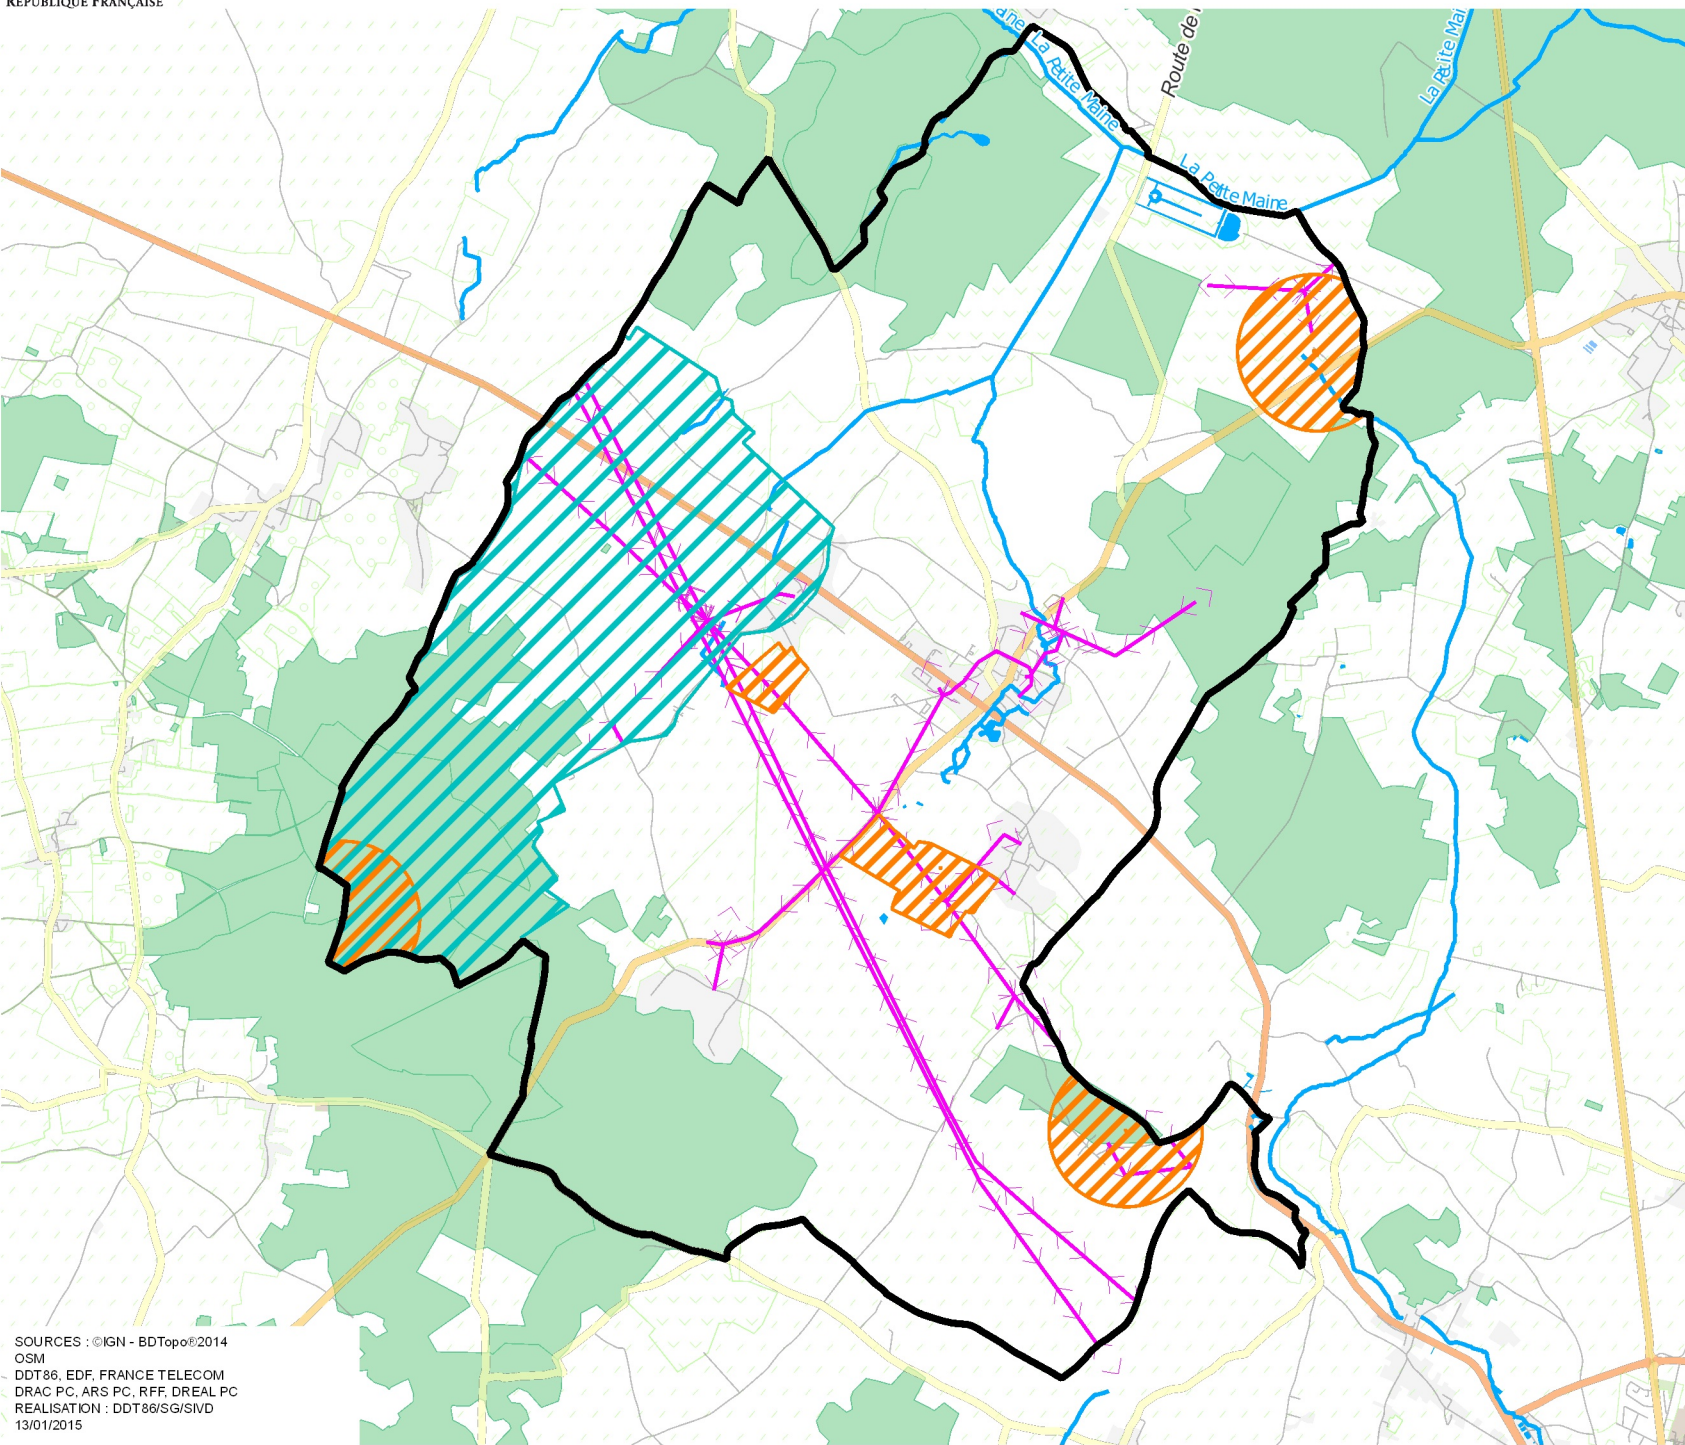 RÉPUBLIQUE FRANÇAISE
La Petite Maine
Route de
La Petite Mai
La Petite Maine
SOURCES : ©IGN - BDTopo®2014
OSM
DDT86, EDF, FRANCE TELECOM
DRAC PC, ARS PC, RFF, DREAL PC
REALISATION : DDT86/SG/SIVD
13/01/2015